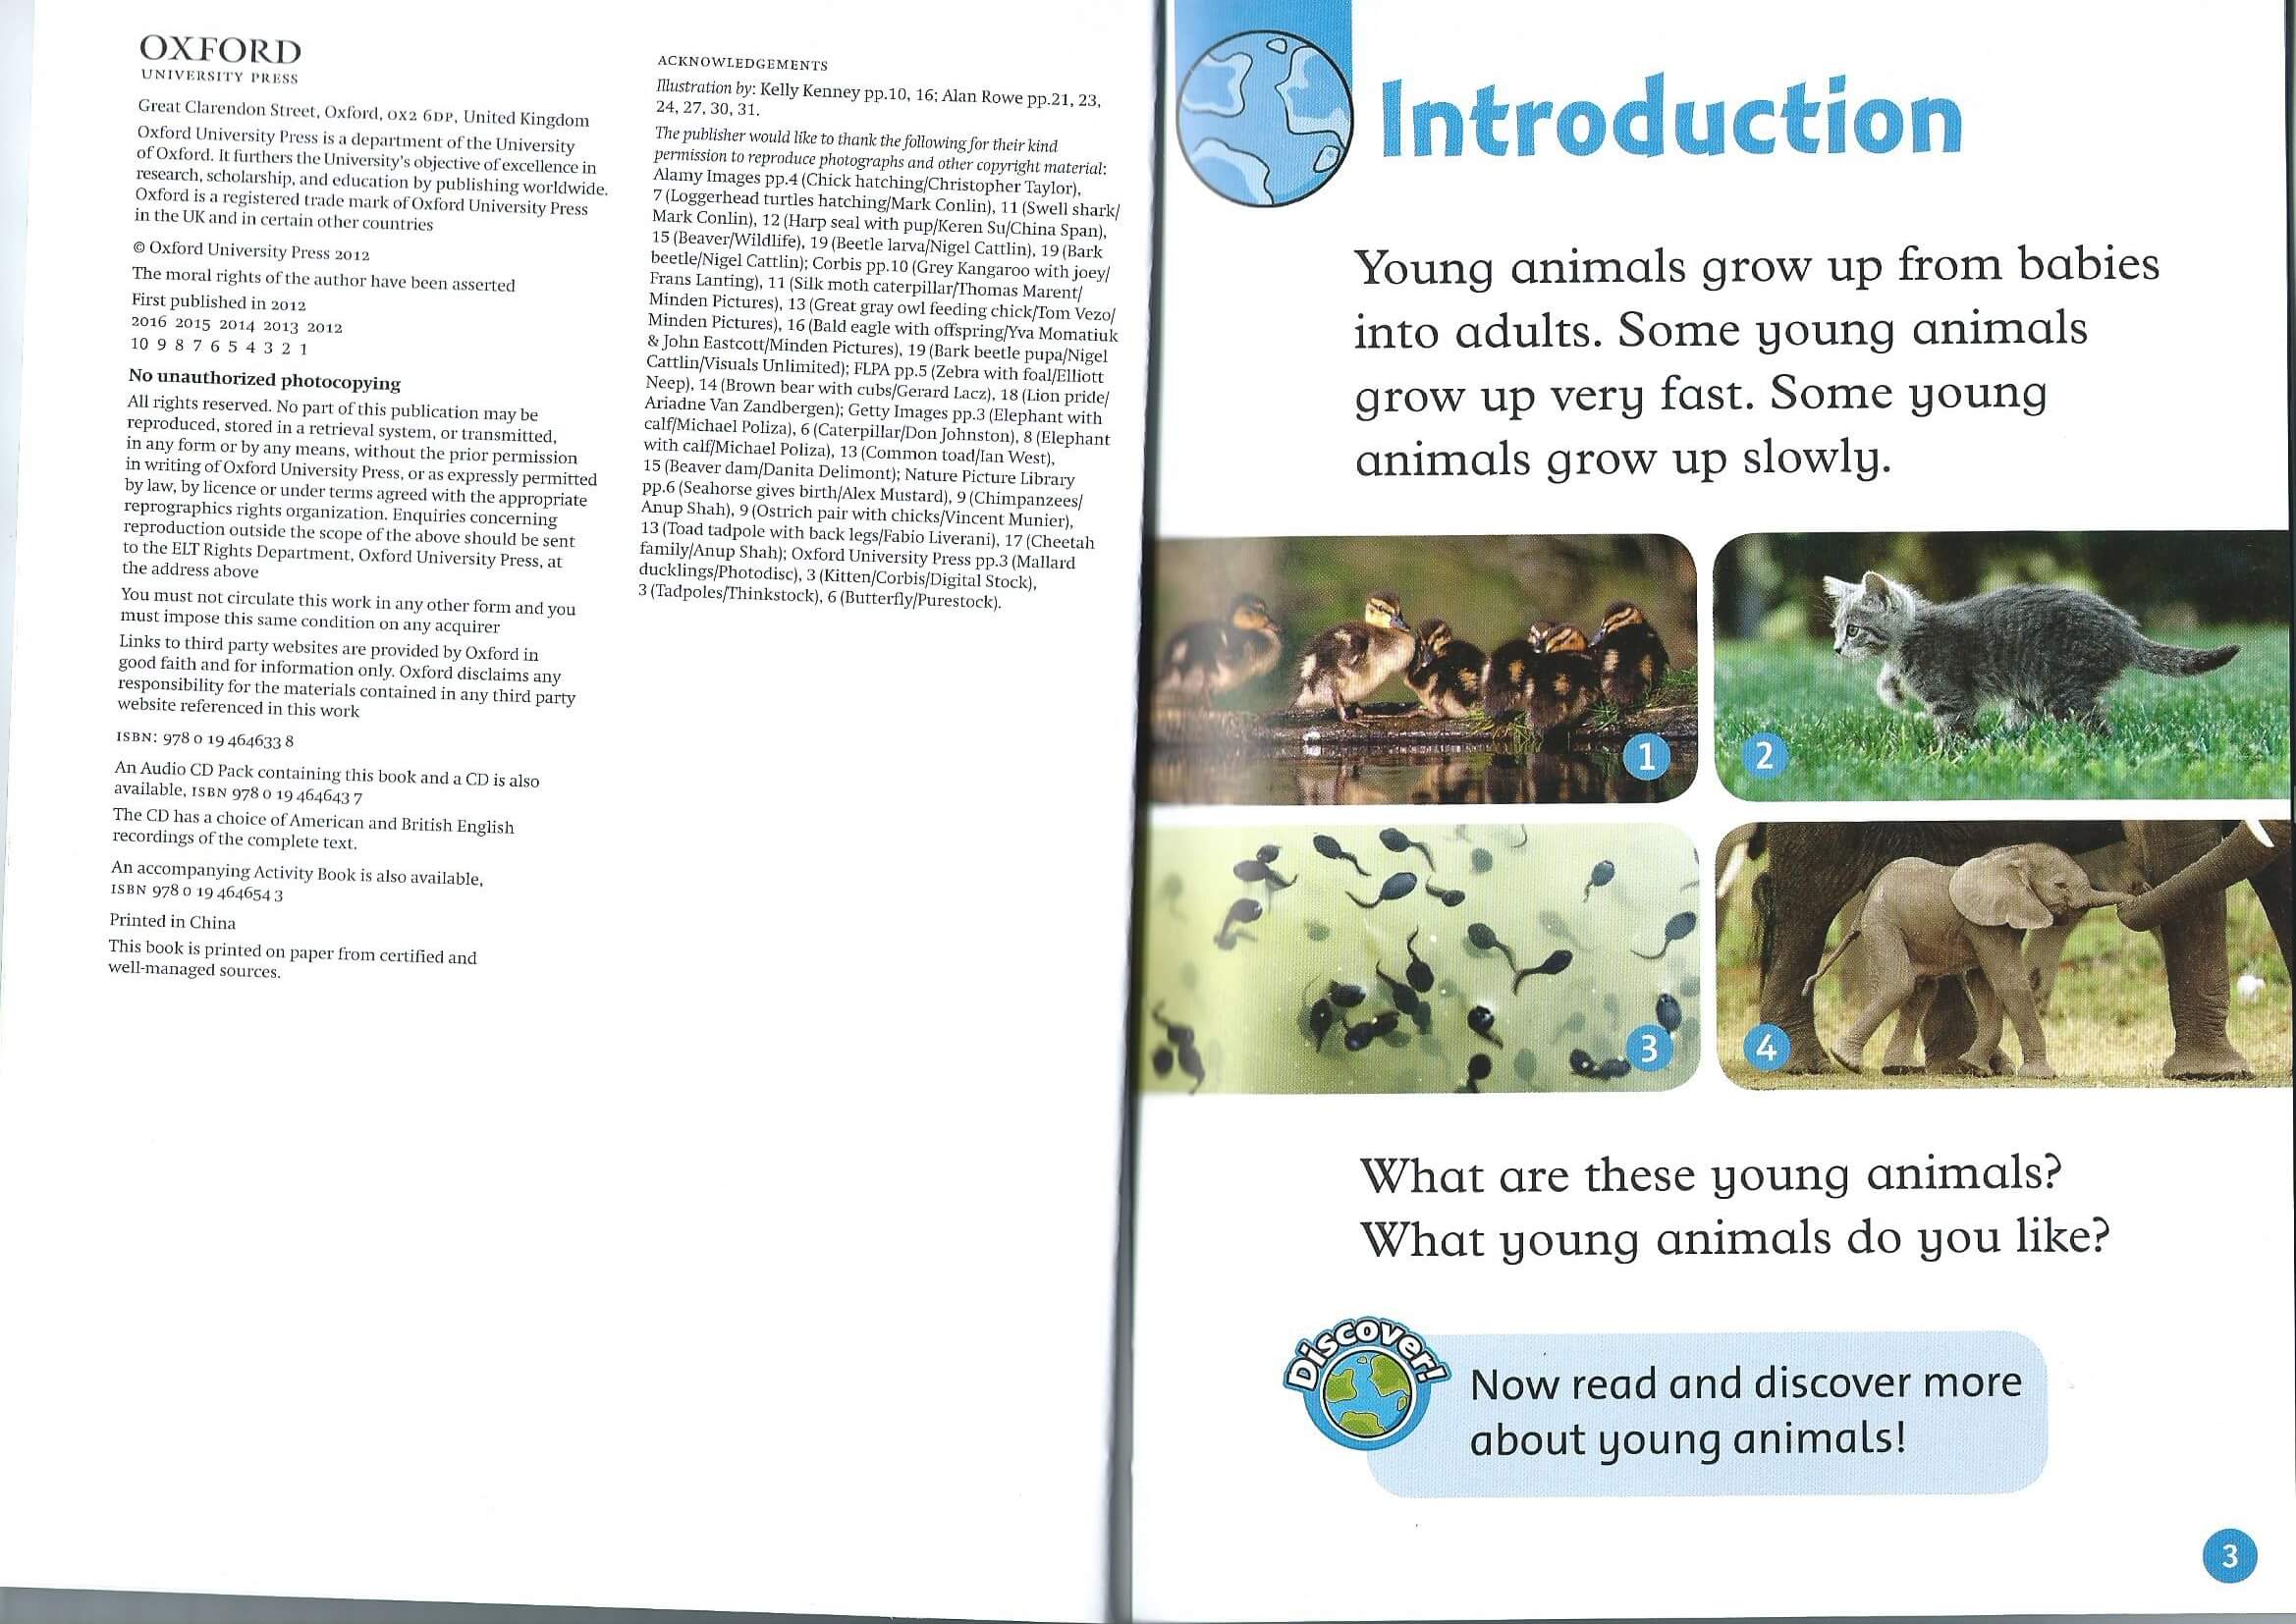 OXFORD
UNIVERSITY PRESS
Great Clarendon Street, Oxford, OX2 6DP, United Kingdom
Oxford University Press is a department of the University
of Oxford. It furthers the University's objective of excellence in
research, scholarship, and education by publishing worldwide.
Oxford is a registered trade mark of Oxford University Press
in the UK and in certain other countries
© Oxford University Press 2012
The moral rights of the author have been asserted
First published in 2012
2016 2015 2014 2013 2012
10 9 8 7 6 5 4 3 2 1
No unauthorized photocopying
All rights reserved. No part of this publication may be
reproduced, stored in a retrieval system, or transmitted,
in any form or by any means, without the prior permission
in writing of Oxford University Press, or as expressly permitted
by law, by licence or under terms agreed with the appropriate
reprographics rights organization. Enquiries concerning
reproduction outside the scope of the above should be sent
to the ELT Rights Department, Oxford University Press, at
the address above
You must not circulate this work in any other form and you
must impose this same condition on any acquirer
Links to third party websites are provided by Oxford in
good faith and for information only. Oxford disclaims any
responsibility for the materials contained in any third party
website referenced in this work
ISBN: 978 0 19 464633 8
An Audio CD Pack containing this book and a CD is also
available, ISBN 978 0 19 464643 7
The CD has a choice of American and British English
recordings of the complete text.
An accompanying Activity Book is also available,
ISBN 978 0 19 464654 3
Printed in China
This book is printed on paper from certified and
well-managed sources.
ACKNOWLEDGEMENTS
Illustration by: Kelly Kenney pp.10, 16; Alan Rowe pp.21, 23,
24, 27, 30, 31.
The publisher would like to thank the following for their kind
permission to reproduce photographs and other copyright material:
Alamy Images pp.4 (Chick hatching/Christopher Taylor),
7 (Loggerhead turtles hatching/Mark Conlin), 11 (Swell shark/
Mark Conlin), 12 (Harp seal with pup/Keren Su/China Span),
15 (Beaver/Wildlife), 19 (Beetle larva/Nigel Cattlin), 19 (Bark
beetle/Nigel Cattlin); Corbis pp.10 (Grey Kangaroo with joey/
Frans Lanting), 11 (Silk moth caterpillar/Thomas Marent/
Minden Pictures), 13 (Great gray owl feeding chick/Tom Vezo/
Minden Pictures), 16 (Bald eagle with offspring/Yva Momatiuk
& John Eastcott/Minden Pictures), 19 (Bark beetle pupa/Nigel
Cattlin/Visuals Unlimited); FLPA pp.5 (Zebra with foal/Elliott
Neep), 14 (Brown bear with cubs/Gerard Lacz), 18 (Lion pride/
Ariadne Van Zandbergen); Getty Images pp.3 (Elephant with
calf/Michael Poliza), 6 (Caterpillar/Don Johnston), 8 (Elephant
with calf/Michael Poliza), 13 (Common toad/Ian West),
15 (Beaver dam/Danita Delimont); Nature Picture Library
pp.6 (Seahorse gives birth/Alex Mustard), 9 (Chimpanzees/
Anup Shah), 9 (Ostrich pair with chicks/Vincent Munier),
13 (Toad tadpole with back legs/Fabio Liverani), 17 (Cheetah
family/Anup Shah); Oxford University Press pp.3 (Mallard
ducklings/Photodisc), 3 (Kitten/Corbis/Digital Stock),
3 (Tadpoles/Thinkstock), 6 (Butterfly/Purestock).
Introduction
Young animals grow up from babies
into adults. Some young animals
grow up very fast. Some young
animals grow up slowly.
1
2
3
4
What are these young animals?
What young animals do you like?
Discover!
Now read and discover more
about young animals!
3